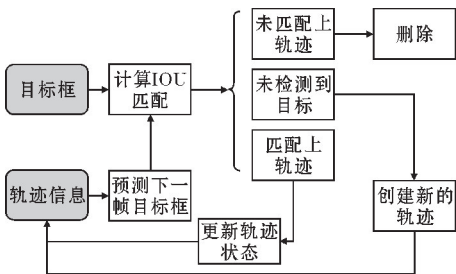 未匹配上
轨迹
删除
目标框
计算IOU
匹配
未检测到
目标
匹配上
轨迹
轨迹信息
预测下一
帧目标框
创建新的
轨迹
更新轨迹
状态